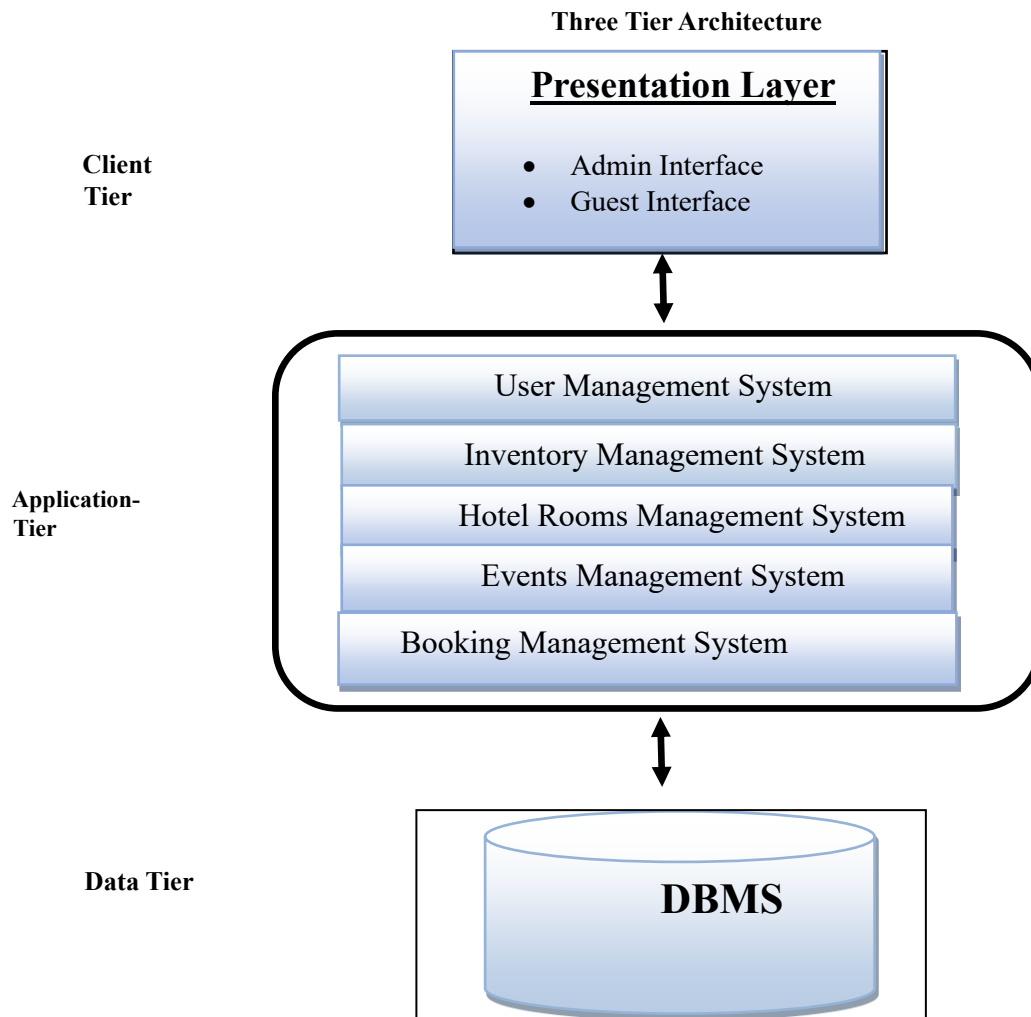 Three Tier Architecture
Presentation Layer
Client
Tier
• Admin Interface
• Guest Interface
User Management System
Inventory Management System
Application-
Tier
Hotel Rooms Management System
Events Management System
Booking Management System
Data Tier
DBMS